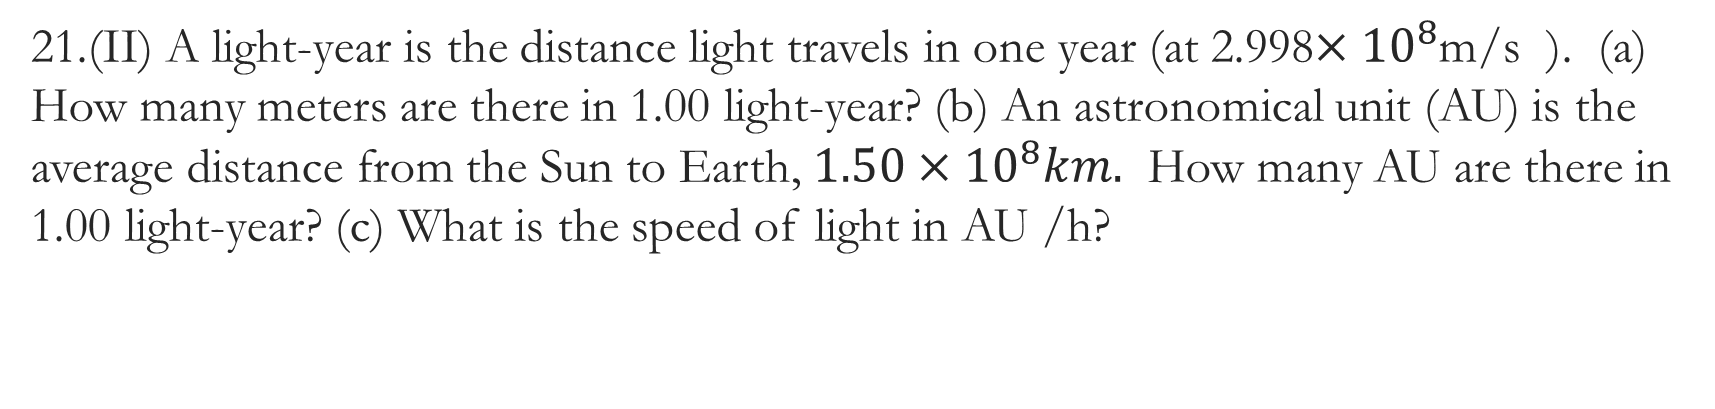 21.(II) A light-year is the distance light travels in one year (at 2.998× 10⁸m/s ). (a)
How many meters are there in 1.00 light-year? (b) An astronomical unit (AU) is the
average distance from the Sun to Earth, 1.50 × 10⁸km. How many AU are there in
1.00 light-year? (c) What is the speed of light in AU /h?